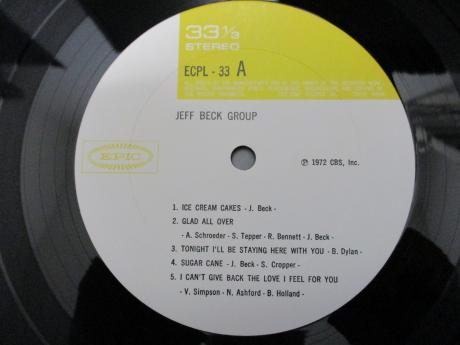 33 1/3
STEREO
ECPL - 33 A
JEFF BECK GROUP
EPIC
℗ 1972 CBS, Inc.
1. ICE CREAM CAKES - J. Beck -
2. GLAD ALL OVER
- A. Schroeder - S. Tepper - R. Bennett - J. Beck -
3. TONIGHT I'LL BE STAYING HERE WITH YOU - B. Dylan -
4. SUGAR CANE - J. Beck - S. Cropper -
5. I CAN'T GIVE BACK THE LOVE I FEEL FOR YOU
- V. Simpson - N. Ashford - B. Holland -